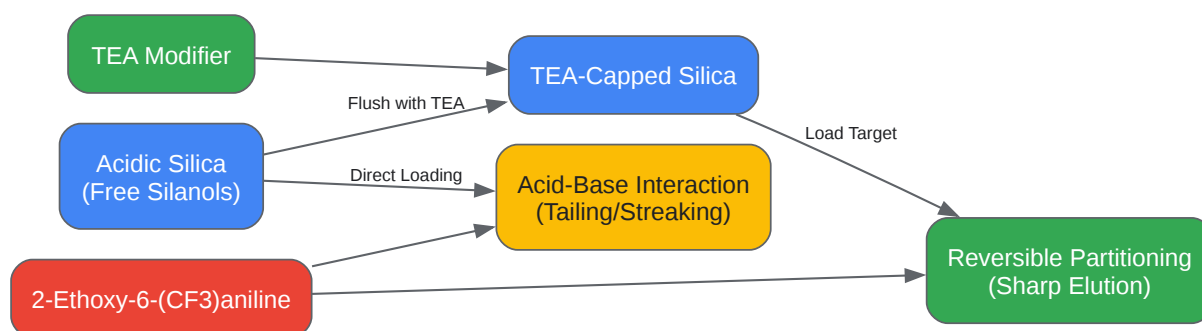 TEA Modifier
TEA-Capped Silica
Flush with TEA
Load Target
Acidic Silica
(Free Silanols)
Direct Loading
Acid-Base Interaction
(Tailing/Streaking)
2-Ethoxy-6-(CF3)aniline
Reversible Partitioning
(Sharp Elution)